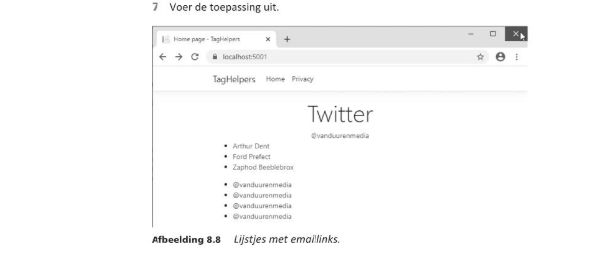 7 Voer de toepassing uit.
Home page - TagHelpers
localhost:5001
TagHelpers Home Privacy
Twitter
@vanduurenmedia
• Arthur Dent
• Ford Prefect
• Zaphod Beeblebrox
• @vanduurenmedia
• @vanduurenmedia
• @vanduurenmedia
• @vanduurenmedia
Afbeelding 8.8 Lijstjes met emaillinks.